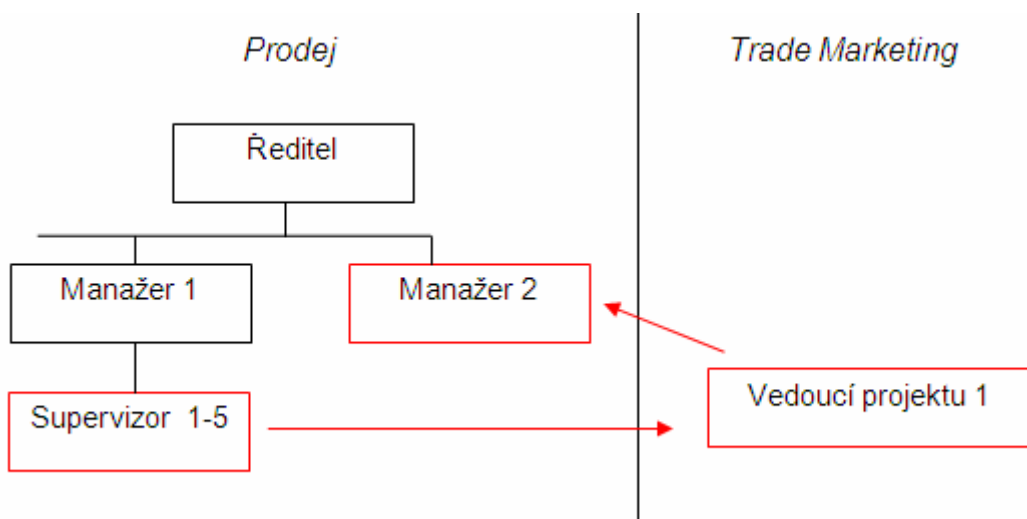 Prodej
Trade Marketing
Ředitel
Manažer 1
Manažer 2
Supervizor 1-5
Vedoucí projektu 1